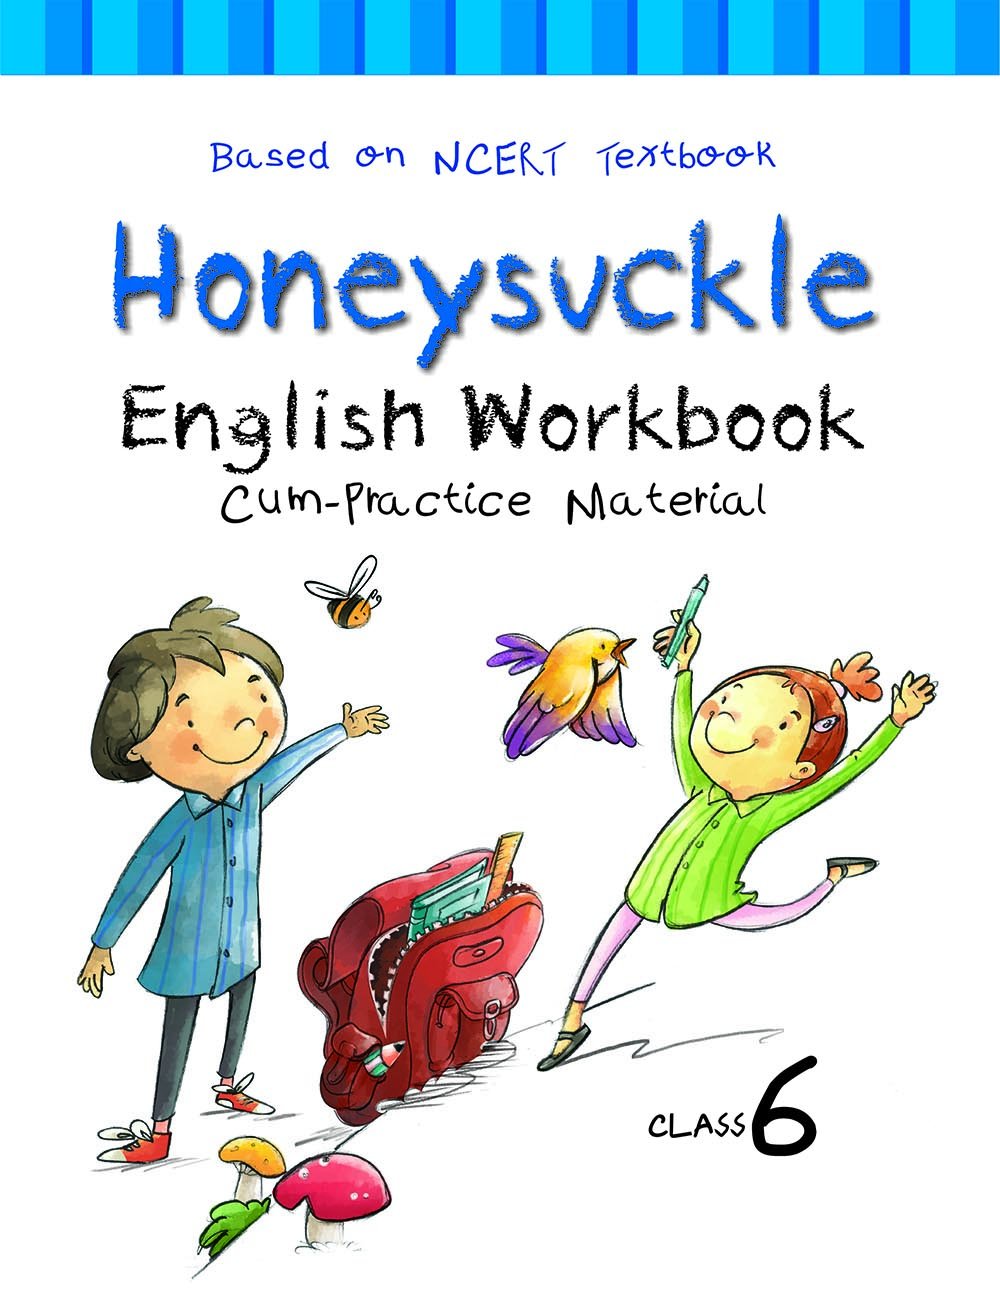 Based on NCERT Textbook
Honeysuckle
English Workbook
Cum-Practice Material
CLASS 6